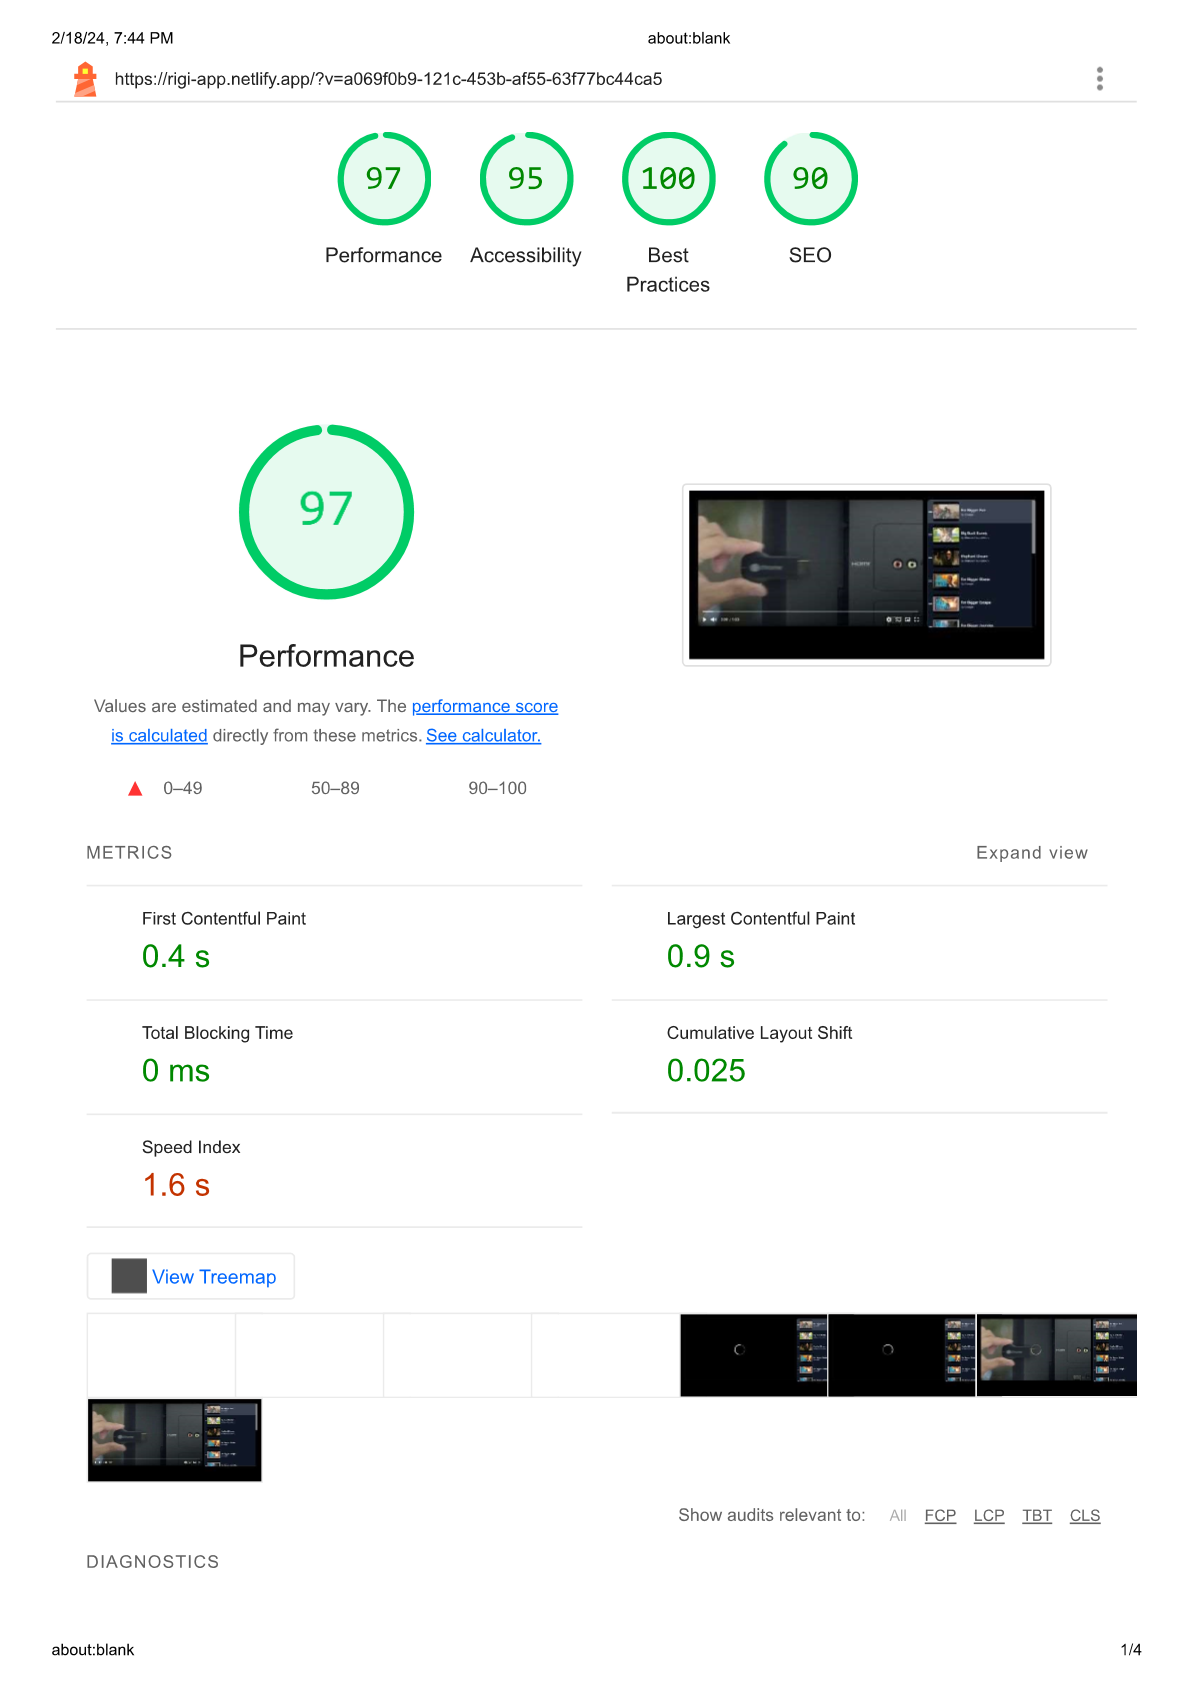 2/18/24, 7:44 PM about:blank
https://rigi-app.netlify.app/?v=a069f0b9-121c-453b-af55-63f77bc44ca5
97 95 100 90
Performance Accessibility Best Practices SEO
97
Performance
Values are estimated and may vary. The performance score
is calculated directly from these metrics. See calculator.
0–49 50–89 90–100
METRICS Expand view
First Contentful Paint Largest Contentful Paint
0.4 s 0.9 s
Total Blocking Time Cumulative Layout Shift
0 ms 0.025
Speed Index
1.6 s
View Treemap
Show audits relevant to: All FCP LCP TBT CLS
DIAGNOSTICS
about:blank 1/4